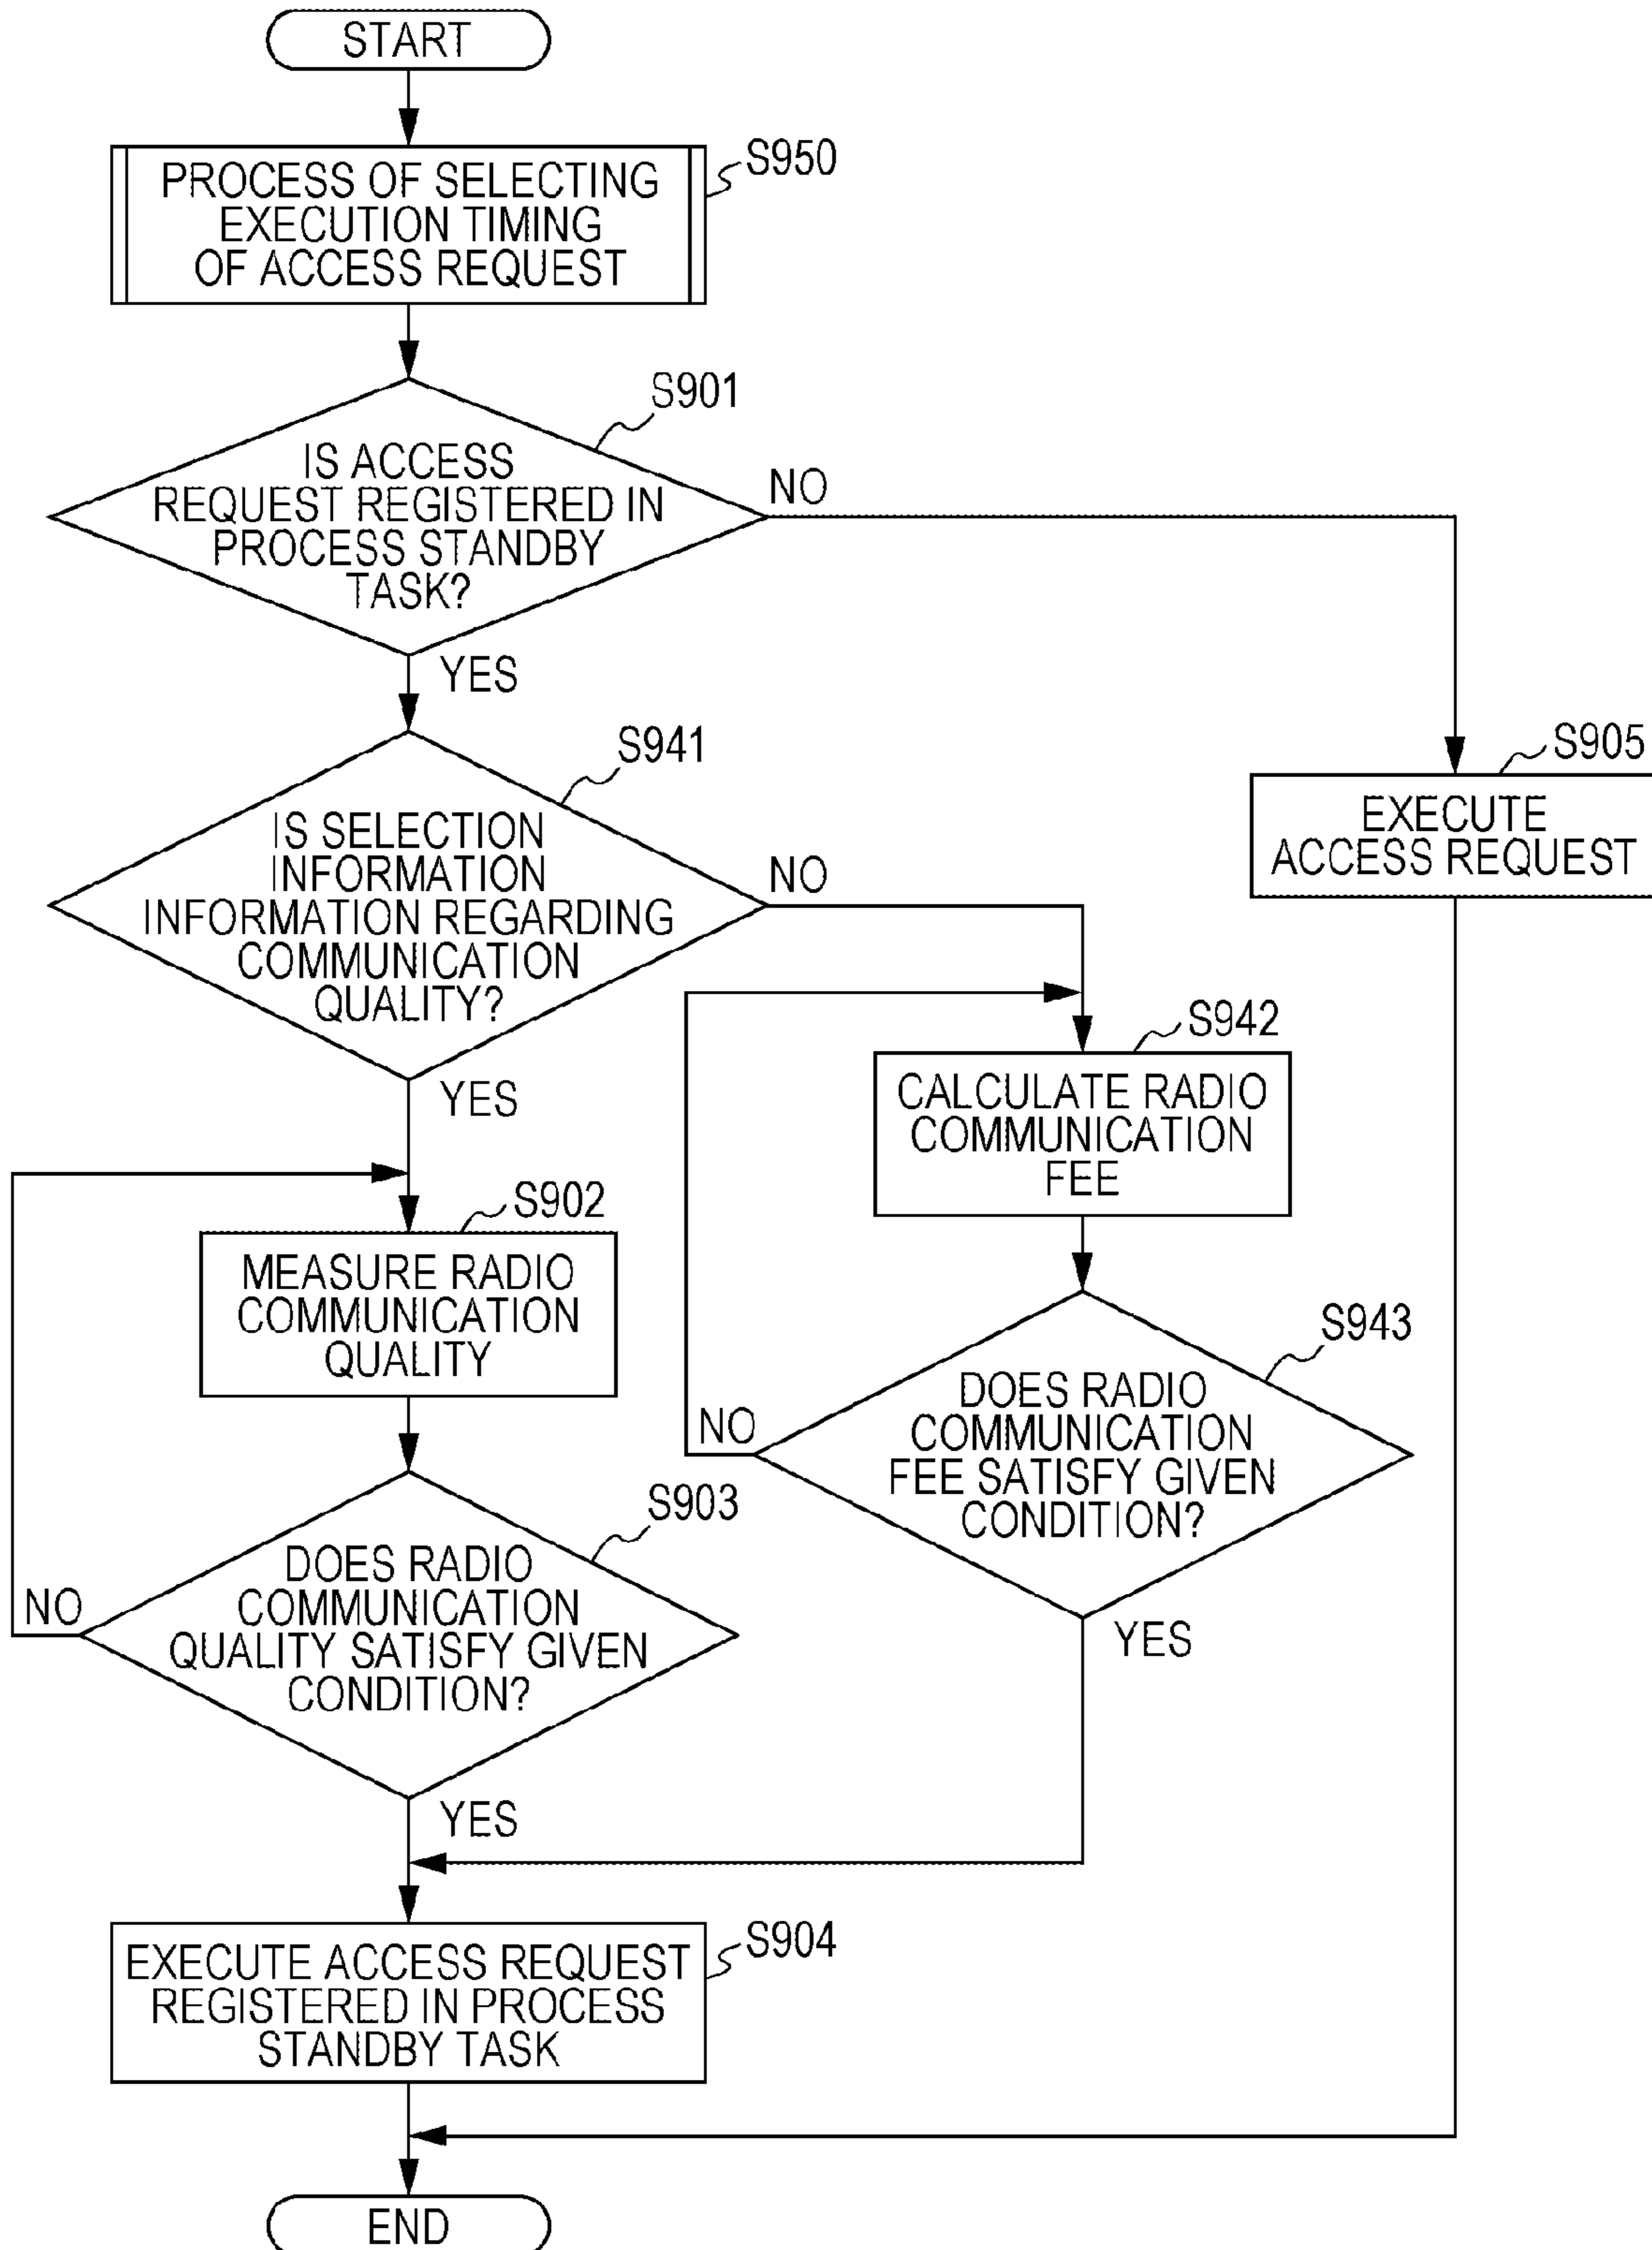 START
S950
PROCESS OF SELECTING
EXECUTION TIMING
OF ACCESS REQUEST
S901
IS ACCESS
REQUEST REGISTERED IN
PROCESS STANDBY
TASK?
NO
YES
S941
IS SELECTION
INFORMATION
INFORMATION REGARDING
COMMUNICATION
QUALITY?
NO
YES
S905
EXECUTE
ACCESS REQUEST
S942
CALCULATE RADIO
COMMUNICATION
FEE
S902
MEASURE RADIO
COMMUNICATION
QUALITY
S943
DOES RADIO
COMMUNICATION
FEE SATISFY GIVEN
CONDITION?
NO
YES
S903
DOES RADIO
COMMUNICATION
QUALITY SATISFY GIVEN
CONDITION?
NO
YES
S904
EXECUTE ACCESS REQUEST
REGISTERED IN PROCESS
STANDBY TASK
END